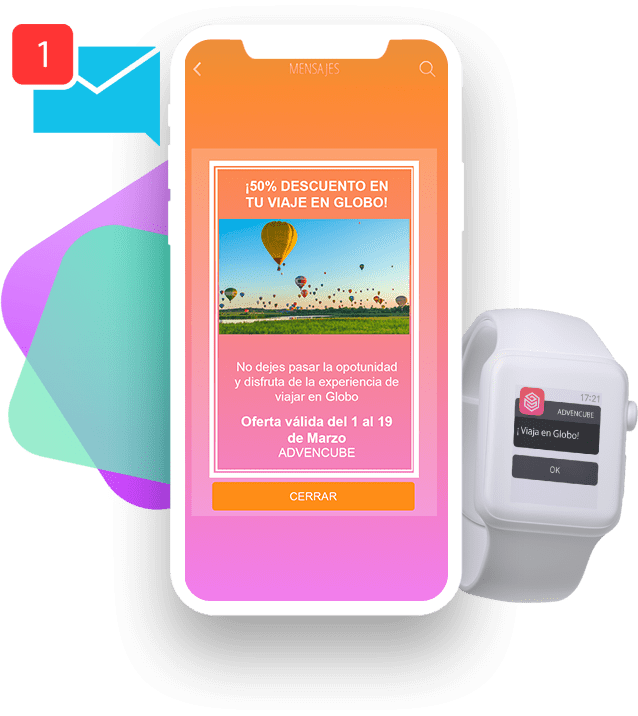 1
MENSAJES
¡50% DESCUENTO EN
TU VIAJE EN GLOBO!
No dejes pasar la opotunidad
y disfruta de la experiencia de
viajar en Globo
Oferta válida del 1 al 19
de Marzo
ADVENCUBE
CERRAR
17:21
ADVENCUBE
¡Viaja en Globo!
OK